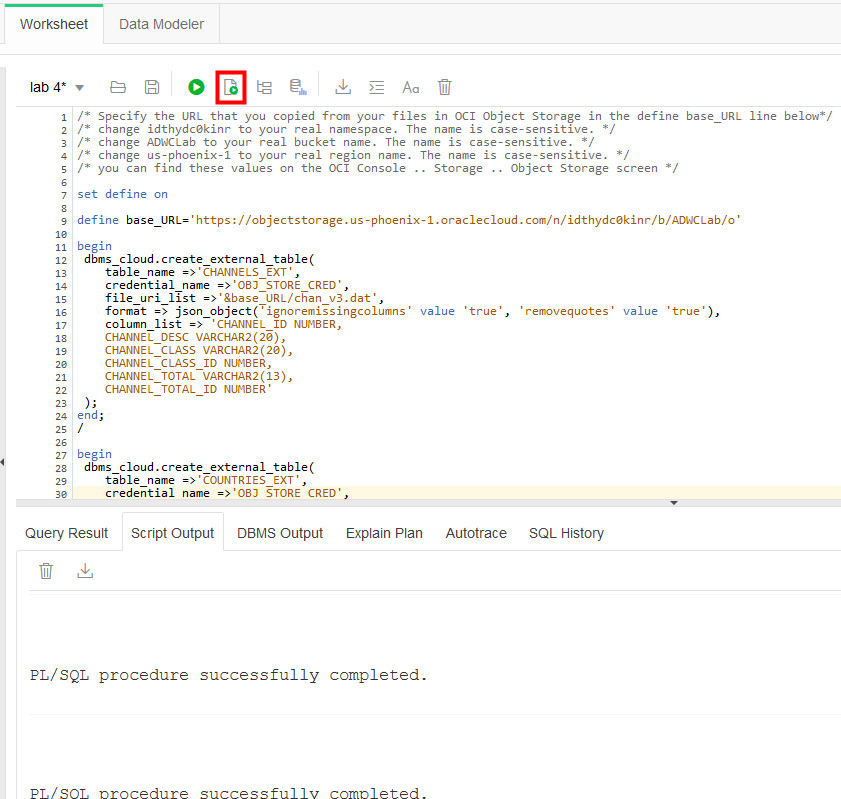 Worksheet Data Modeler
lab 4*
Aa
1 /* Specify the URL that you copied from your files in OCI Object Storage in the define base_URL line below*/
2 /* change idthydc0kinr to your real namespace. The name is case-sensitive. */
3 /* change ADWCLab to your real bucket name. The name is case-sensitive. */
4 /* change us-phoenix-1 to your real region name. The name is case-sensitive. */
5 /* you can find these values on the OCI Console .. Storage .. Object Storage screen */
6
7 set define on
8
9 define base_URL='https://objectstorage.us-phoenix-1.oraclecloud.com/n/idthydc0kinr/b/ADWCLab/o'
10
11 begin
12 dbms_cloud.create_external_table(
13 table_name =>'CHANNELS_EXT',
14 credential_name =>'OBJ_STORE_CRED',
15 file_uri_list =>'&base_URL/chan_v3.dat',
16 format => json_object('ignoremissingcolumns' value 'true', 'removequotes' value 'true'),
17 column_list => 'CHANNEL_ID NUMBER,
18 CHANNEL_DESC VARCHAR2(20),
19 CHANNEL_CLASS VARCHAR2(20),
20 CHANNEL_CLASS_ID NUMBER,
21 CHANNEL_TOTAL VARCHAR2(13),
22 CHANNEL_TOTAL_ID NUMBER'
23 );
24 end;
25 /
26
27 begin
28 dbms_cloud.create_external_table(
29 table_name =>'COUNTRIES_EXT',
30 credential_name =>'OBJ_STORE_CRED',
Query Result Script Output DBMS Output Explain Plan Autotrace SQL History
PL/SQL procedure successfully completed.
PL/SQL procedure successfully completed.